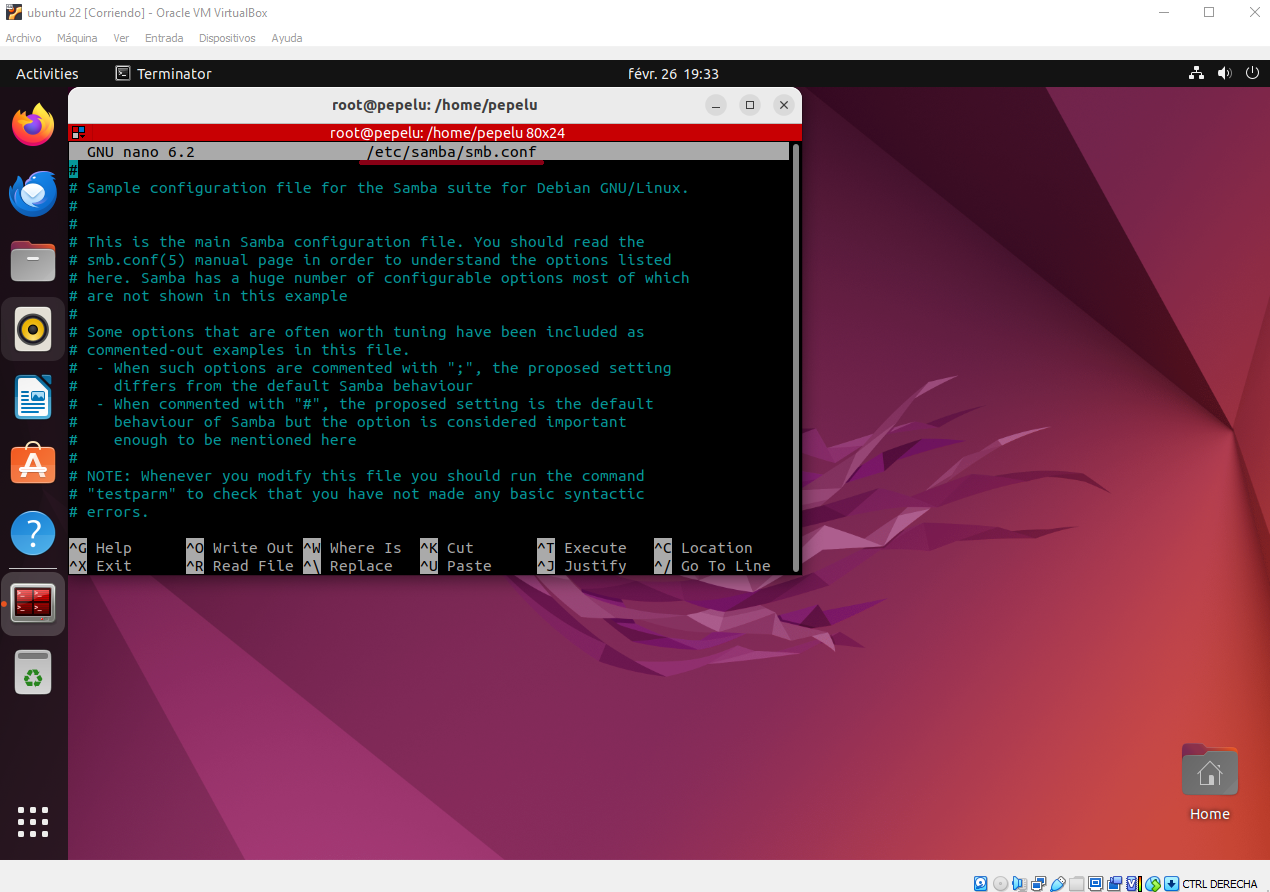 ubuntu 22 [Corriendo] - Oracle VM VirtualBox
Archivo Máquina Ver Entrada Dispositivos Ayuda
Activities Terminator févr. 26 19:33
root@pepelu: /home/pepelu
root@pepelu: /home/pepelu 80x24
GNU nano 6.2 /etc/samba/smb.conf
#
# Sample configuration file for the Samba suite for Debian GNU/Linux.
#
#
# This is the main Samba configuration file. You should read the
# smb.conf(5) manual page in order to understand the options listed
# here. Samba has a huge number of configurable options most of which
# are not shown in this example
#
# Some options that are often worth tuning have been included as
# commented-out examples in this file.
#  - When such options are commented with ";", the proposed setting
#    differs from the default Samba behaviour
#  - When commented with "#", the proposed setting is the default
#    behaviour of Samba but the option is considered important
#    enough to be mentioned here
#
# NOTE: Whenever you modify this file you should run the command
# "testparm" to check that you have not made any basic syntactic
# errors.
^G Help ^O Write Out ^W Where Is ^K Cut ^T Execute ^C Location
^X Exit ^R Read File ^\ Replace ^U Paste ^J Justify ^/ Go To Line
Home
CTRL DERECHA